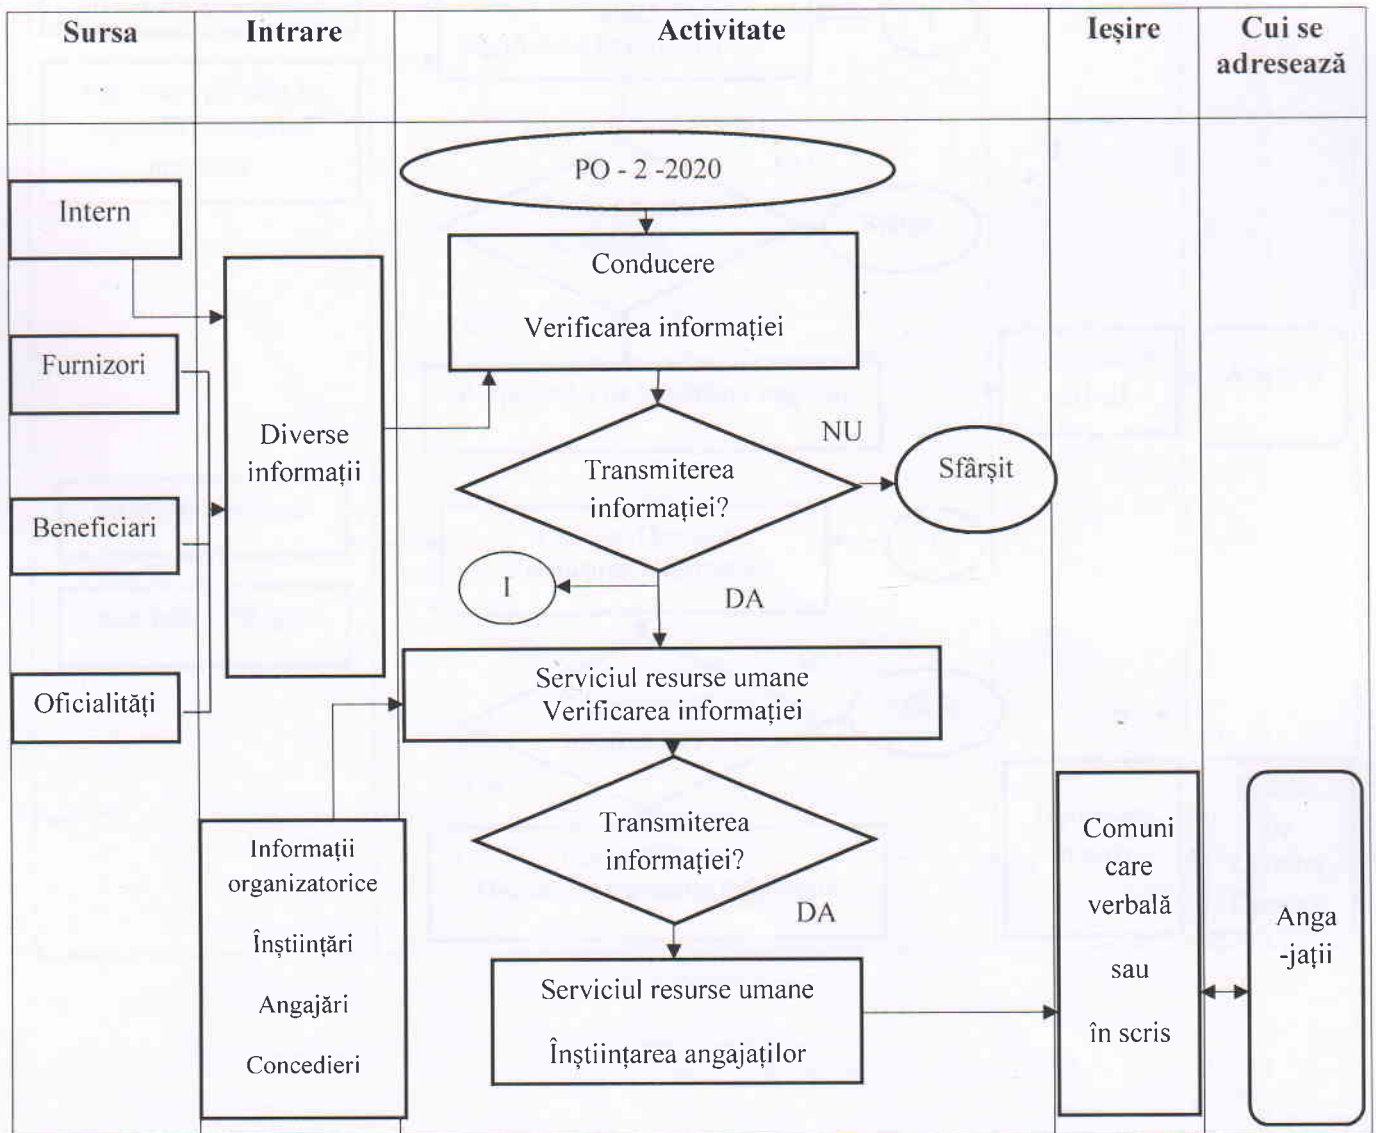 Sursa
Intrare
Activitate
Ieșire
Cui se
adresează
PO - 2 -2020
Intern
Conducere
Verificarea informației
Furnizori
Diverse
informații
NU
Transmiterea
informației?
Sfârșit
Beneficiari
I
DA
Oficialități
Serviciul resurse umane
Verificarea informației
Transmiterea
informației?
Informații
organizatorice
Înștiințări
Angajări
Concedieri
DA
Serviciul resurse umane
Înștiințarea angajaților
Comuni
care
verbală
sau
în scris
Anga
-jații